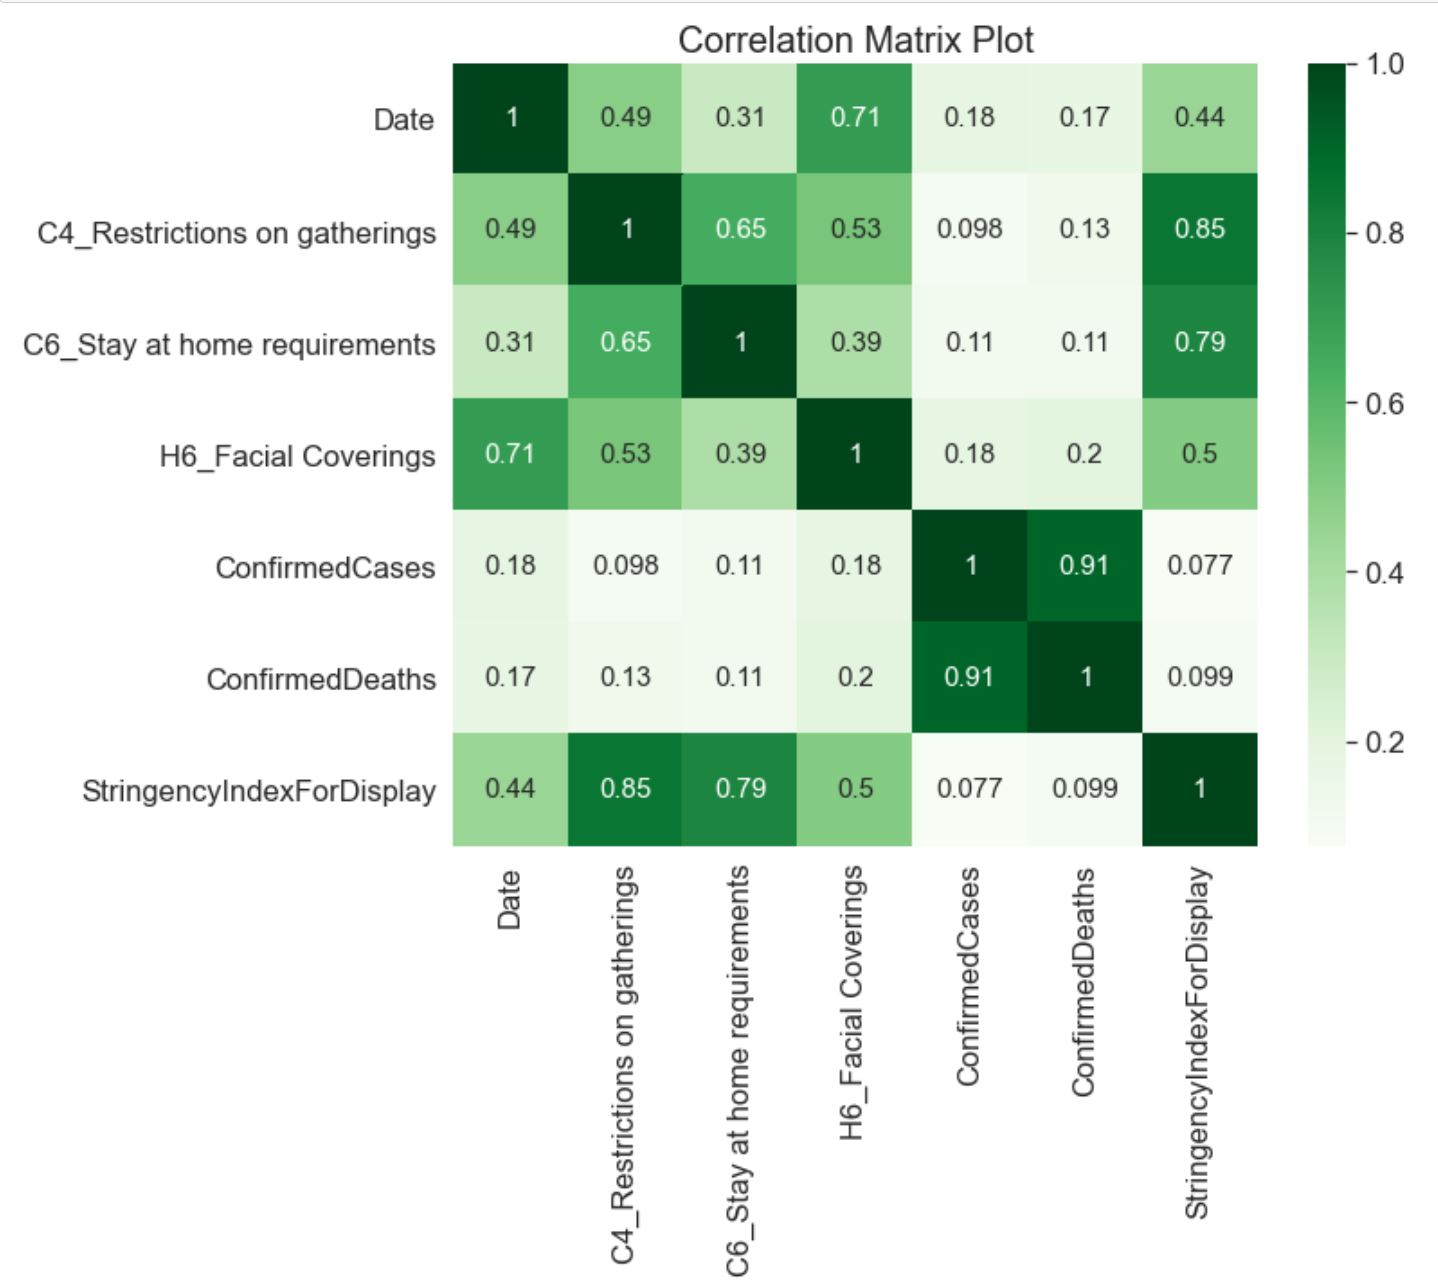 Correlation Matrix Plot
Date 1 0.49 0.31 0.71 0.18 0.17 0.44
C4_Restrictions on gatherings 0.49 1 0.65 0.53 0.098 0.13 0.85
C6_Stay at home requirements 0.31 0.65 1 0.39 0.11 0.11 0.79
H6_Facial Coverings 0.71 0.53 0.39 1 0.18 0.2 0.5
ConfirmedCases 0.18 0.098 0.11 0.18 1 0.91 0.077
ConfirmedDeaths 0.17 0.13 0.11 0.2 0.91 1 0.099
StringencyIndexForDisplay 0.44 0.85 0.79 0.5 0.077 0.099 1
Date
C4_Restrictions on gatherings
C6_Stay at home requirements
H6_Facial Coverings
ConfirmedCases
ConfirmedDeaths
StringencyIndexForDisplay
1.0
0.8
0.6
0.4
0.2